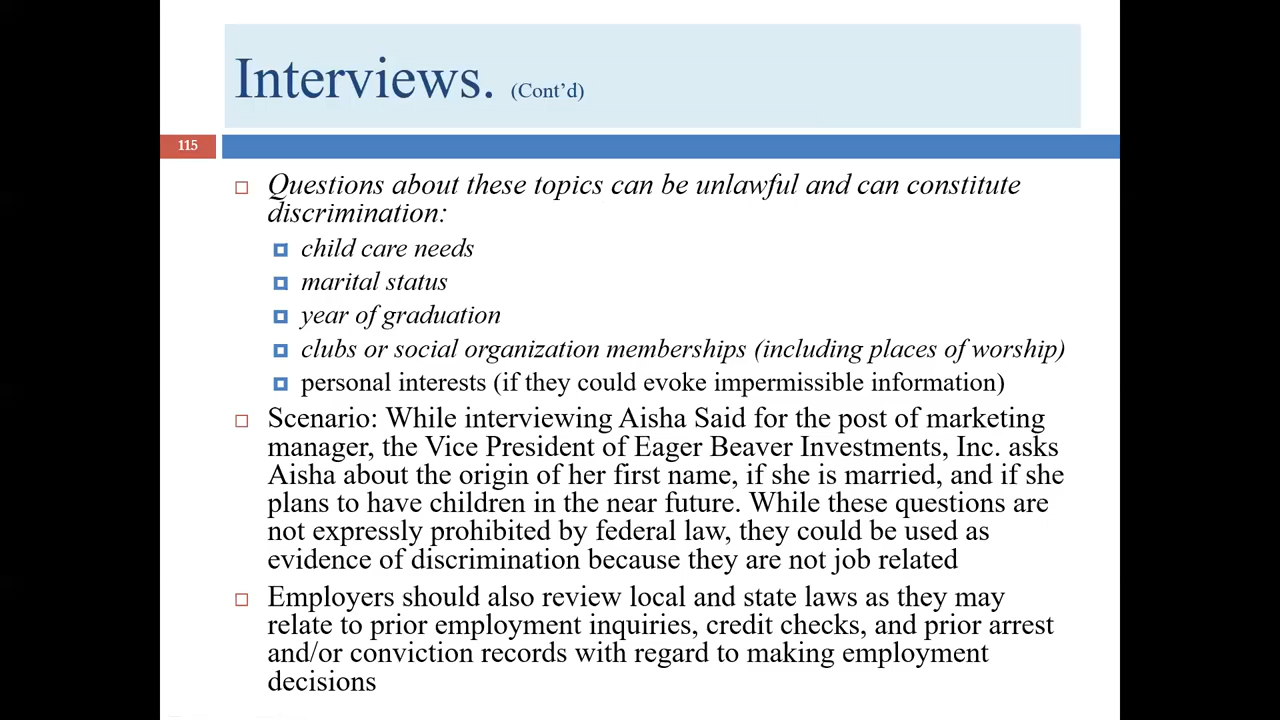 Interviews. (Cont’d)
115
Questions about these topics can be unlawful and can constitute
discrimination:
child care needs
marital status
year of graduation
clubs or social organization memberships (including places of worship)
personal interests (if they could evoke impermissible information)
Scenario: While interviewing Aisha Said for the post of marketing
manager, the Vice President of Eager Beaver Investments, Inc. asks
Aisha about the origin of her first name, if she is married, and if she
plans to have children in the near future. While these questions are
not expressly prohibited by federal law, they could be used as
evidence of discrimination because they are not job related
Employers should also review local and state laws as they may
relate to prior employment inquiries, credit checks, and prior arrest
and/or conviction records with regard to making employment
decisions